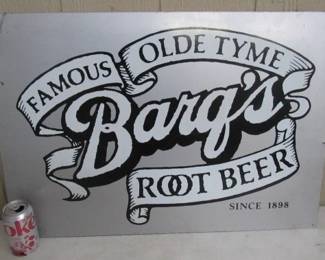 FAMOUS OLDE TYME
Barq's
ROOT BEER
SINCE 1898